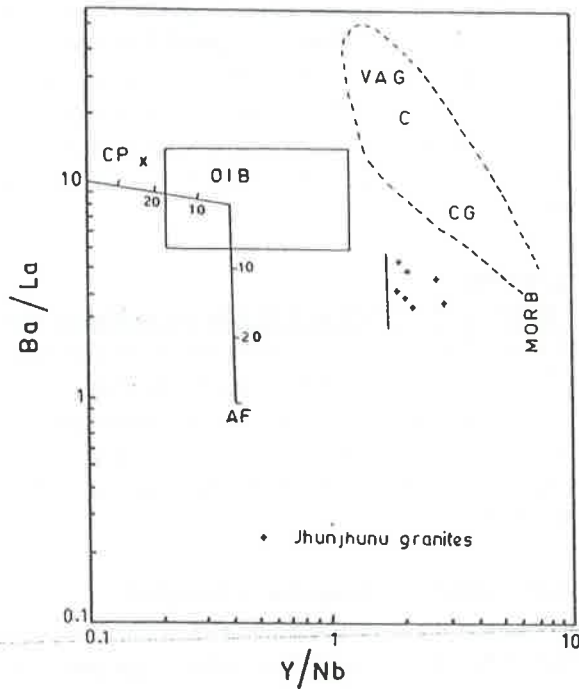 VAG
C
CP x
OIB
10
20
10
CG
10
20
Ba/La
MORB
1
AF
Jhunjhunu granites
0.1
0.1
1
10
Y/Nb